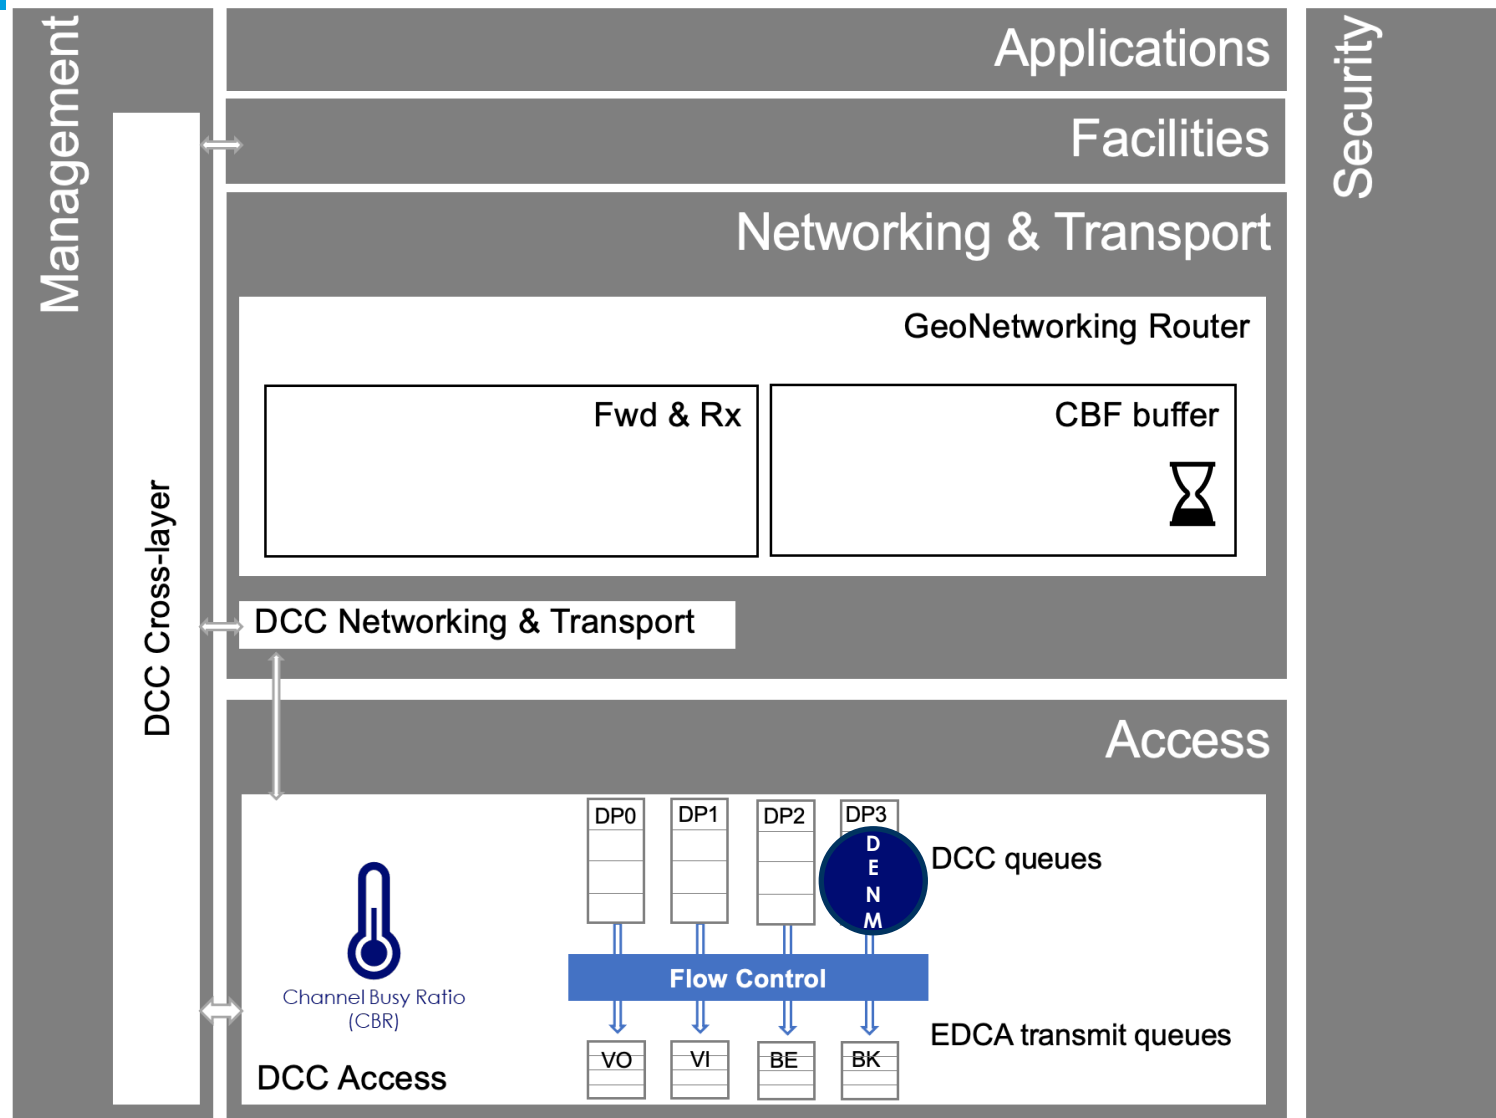 Management
Applications
Security
Facilities
Networking & Transport
GeoNetworking Router
Fwd & Rx
CBF buffer
DCC Cross-layer
DCC Networking & Transport
Access
DP0
DP1
DP2
DP3
D
E
N
M
DCC queues
Flow Control
Channel Busy Ratio
(CBR)
EDCA transmit queues
VO
VI
BE
BK
DCC Access